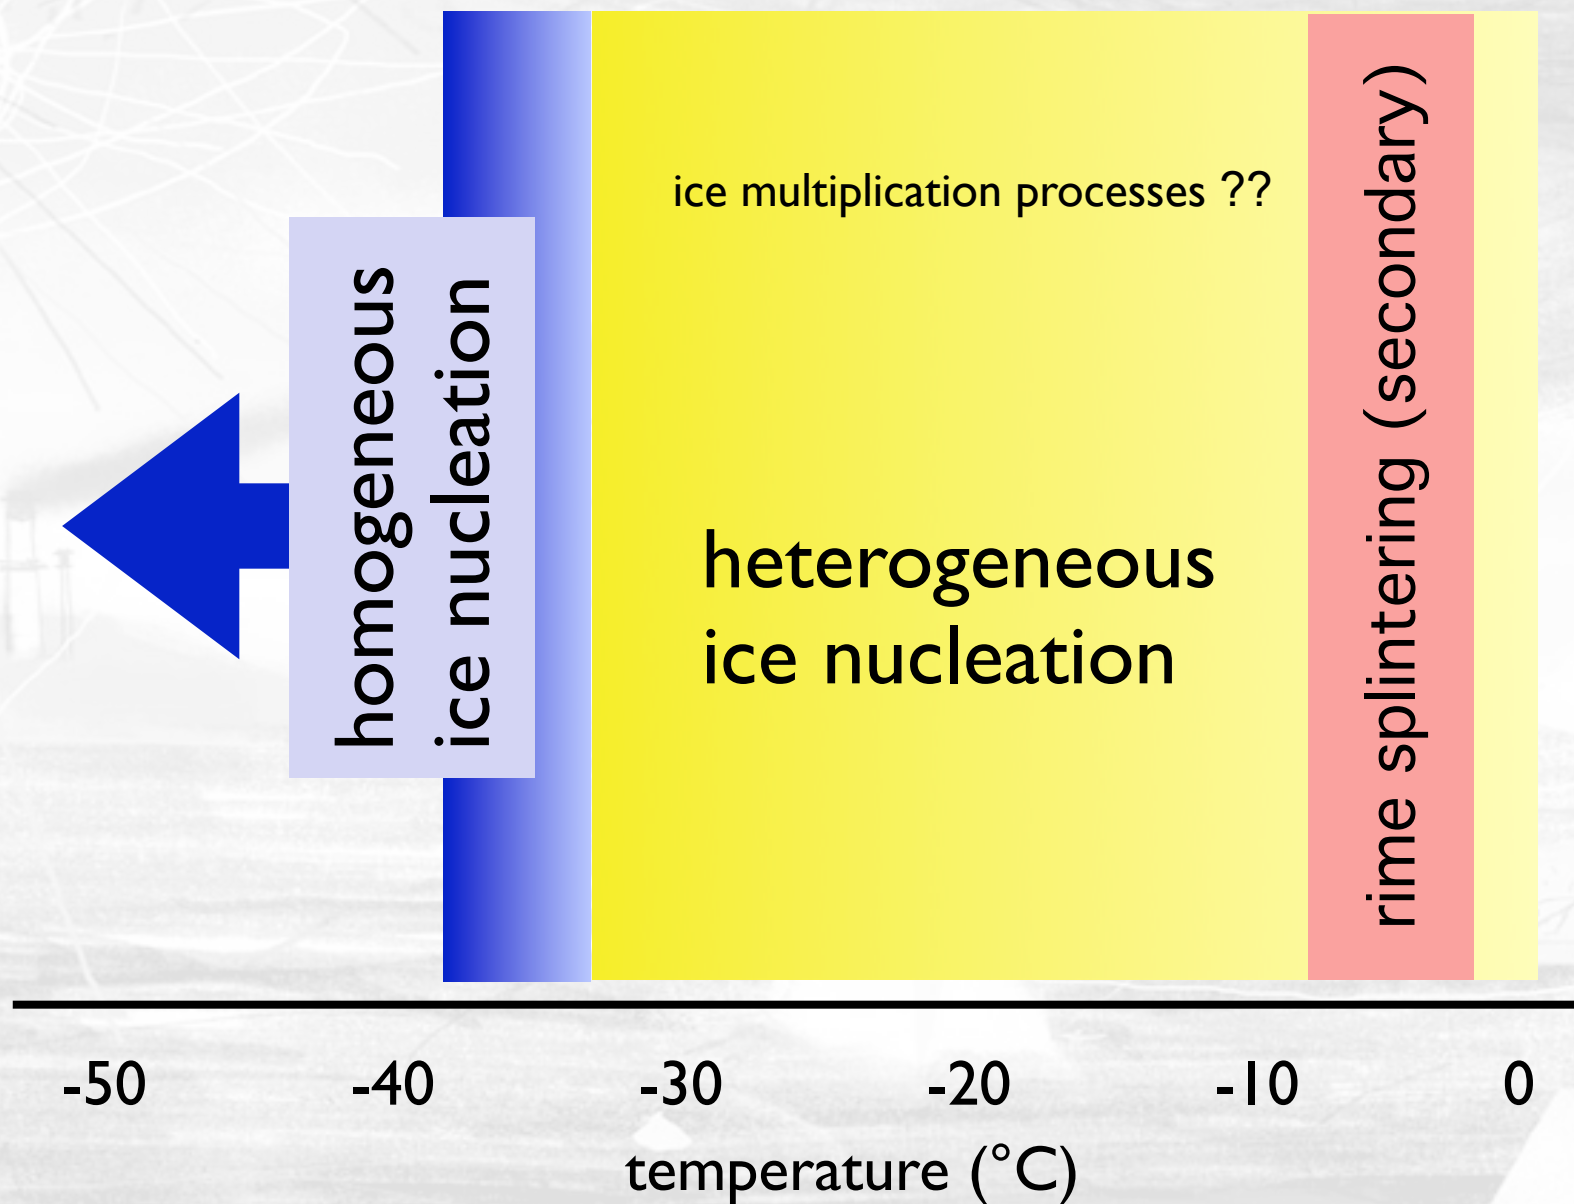 ice multiplication processes ??
homogeneous
ice nucleation
heterogeneous
ice nucleation
rime splintering (secondary)
-50 -40 -30 -20 -10 0
temperature (°C)